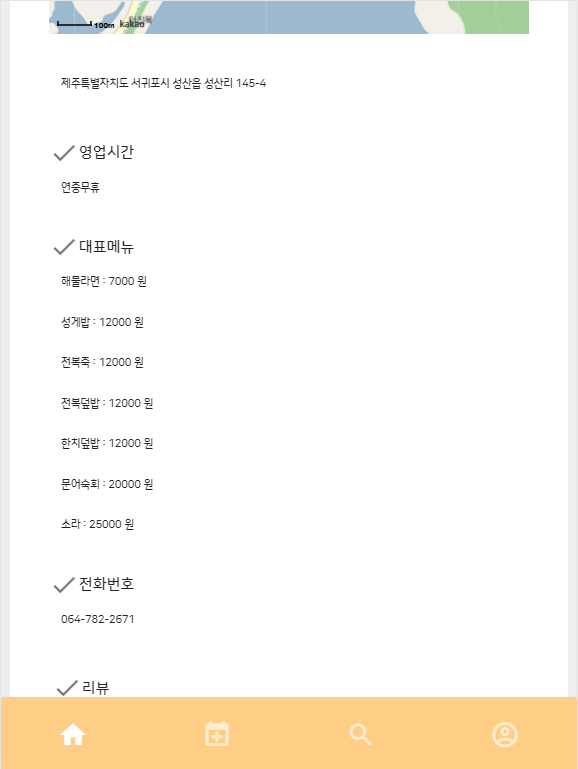 100m
kakao
제주특별자치도 서귀포시 성산읍 성산리 145-4
영업시간
연중무휴
대표메뉴
해물라면 : 7000 원
성게밥 : 12000 원
전복죽 : 12000 원
전복덮밥 : 12000 원
한치덮밥 : 12000 원
문어숙회 : 20000 원
소라 : 25000 원
전화번호
064-782-2671
리뷰